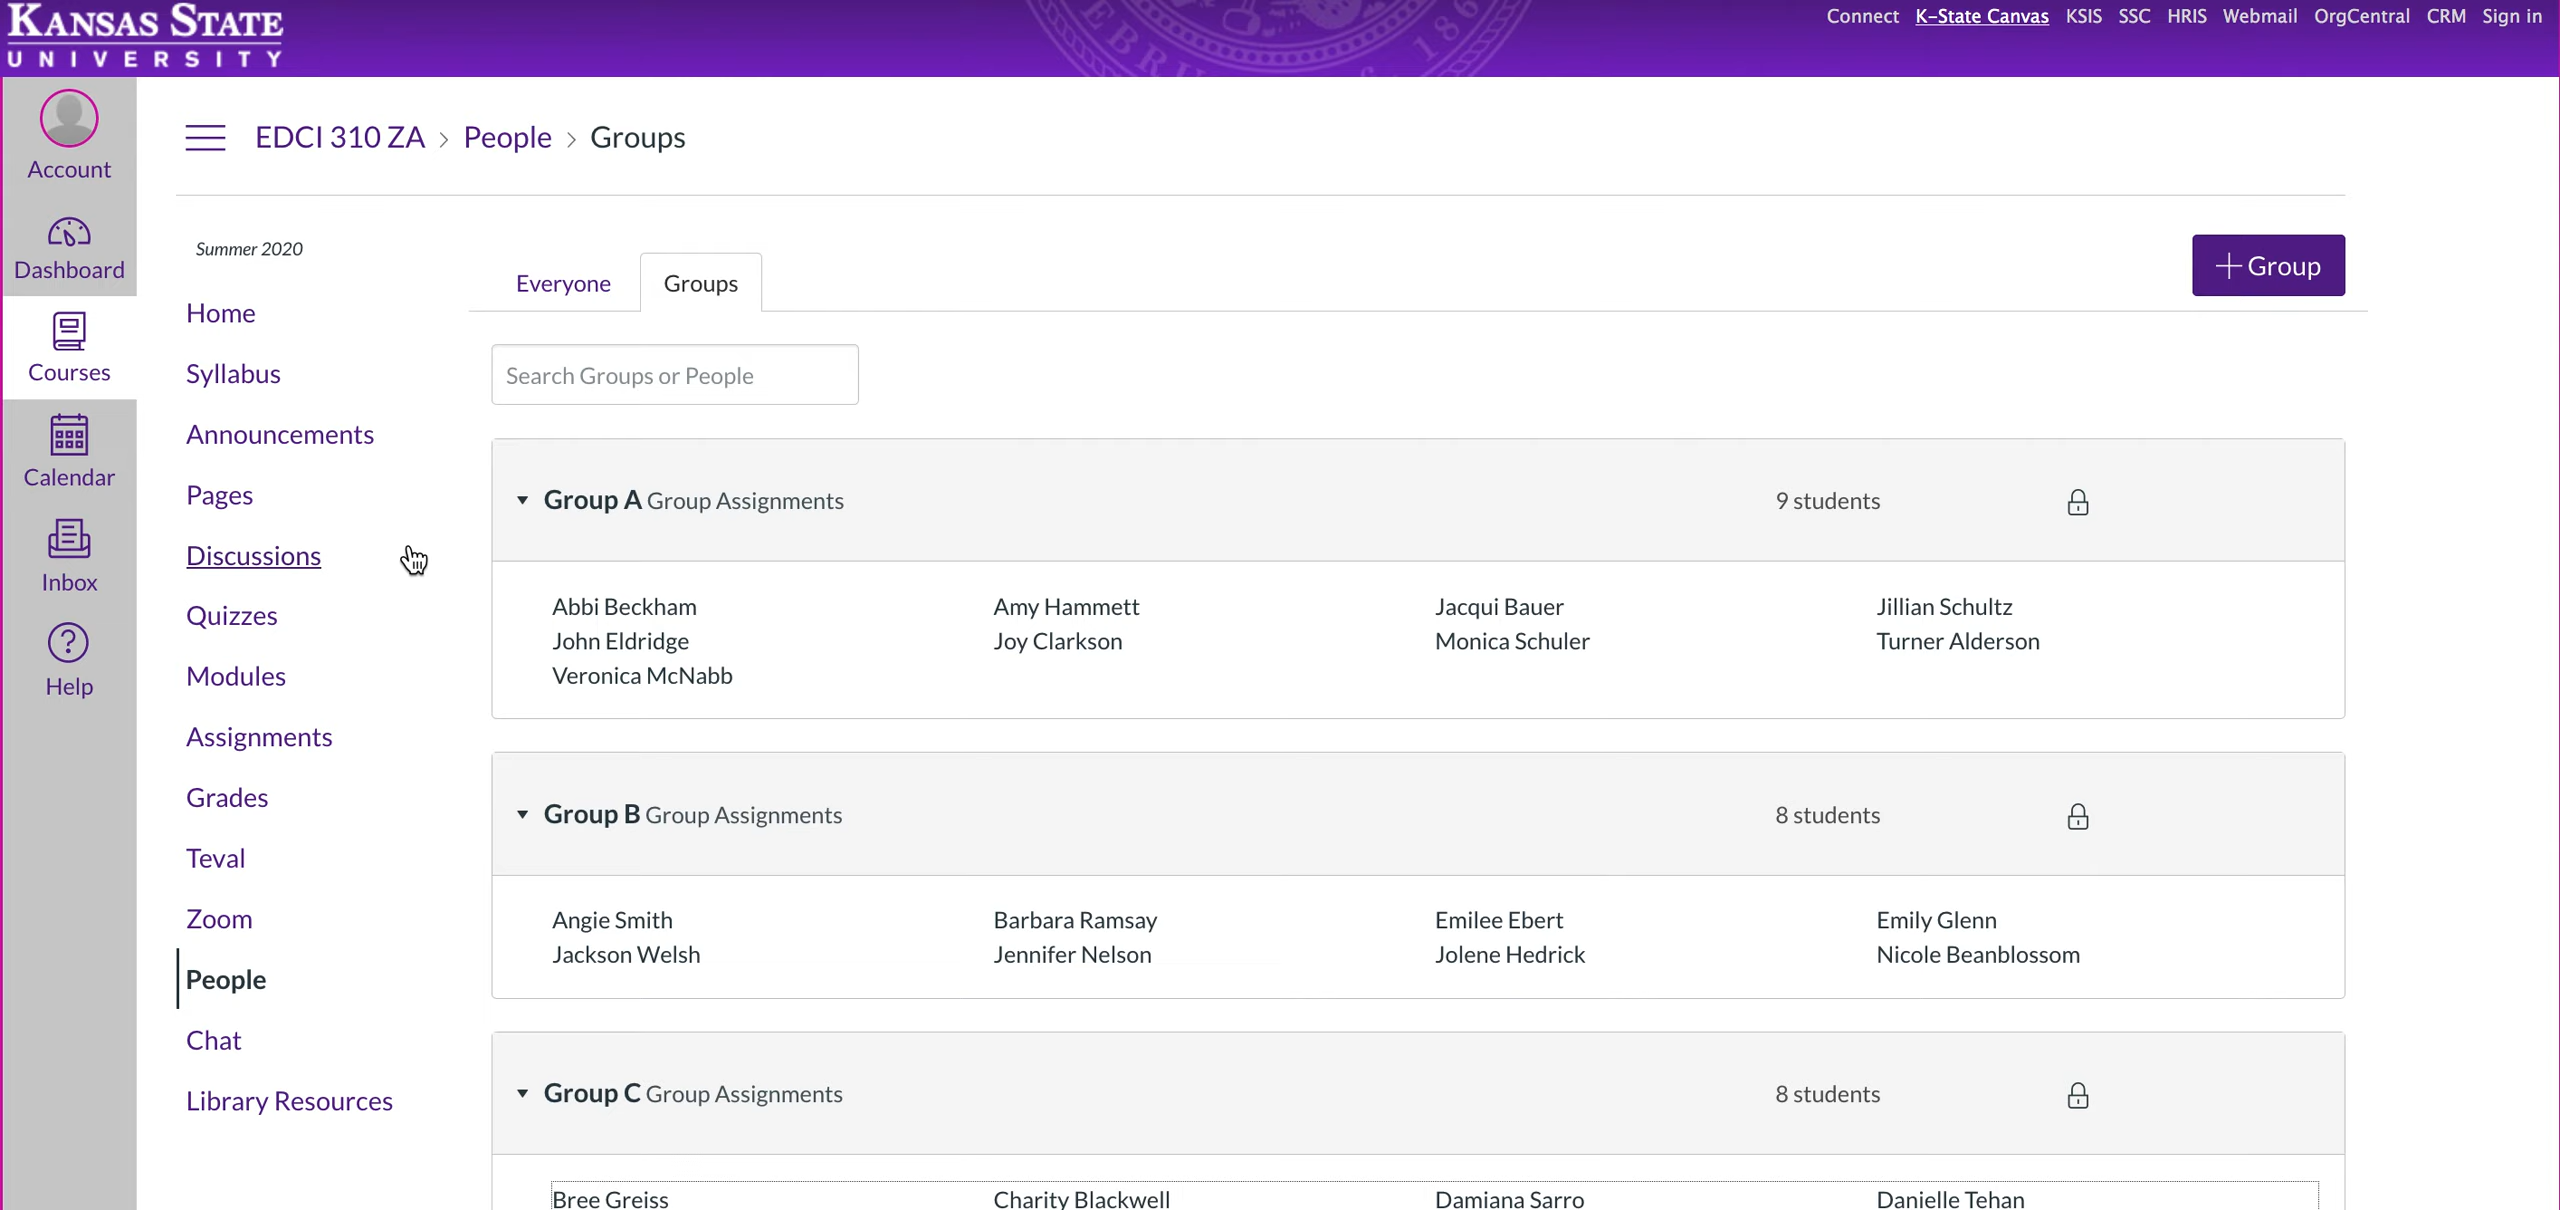 KANSAS STATE
UNIVERSITY
Connect K-State Canvas KSIS SSC HRIS Webmail OrgCentral CRM Sign in
Account
Dashboard
Courses
Calendar
Inbox
Help
EDCI 310 ZA > People > Groups
Summer 2020
Home
Syllabus
Announcements
Pages
Discussions
Quizzes
Modules
Assignments
Grades
Teval
Zoom
People
Chat
Library Resources
Everyone Groups
+ Group
Search Groups or People
Group A Group Assignments 9 students
Abbi Beckham Amy Hammett Jacqui Bauer Jillian Schultz
John Eldridge Joy Clarkson Monica Schuler Turner Alderson
Veronica McNabb
Group B Group Assignments 8 students
Angie Smith Barbara Ramsay Emilee Ebert Emily Glenn
Jackson Welsh Jennifer Nelson Jolene Hedrick Nicole Beanblossom
Group C Group Assignments 8 students
Bree Greiss Charity Blackwell Damiana Sarro Danielle Tehan